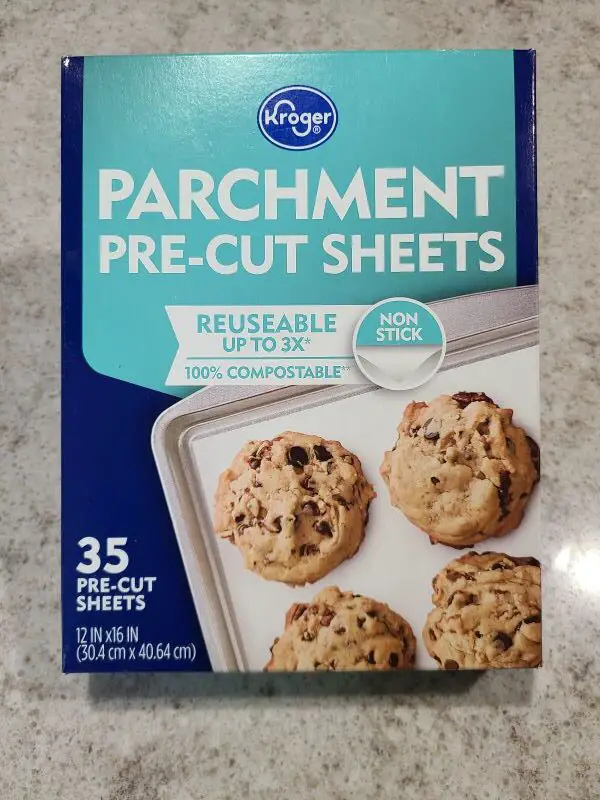 Kroger®
PARCHMENT
PRE-CUT SHEETS
REUSEABLE
UP TO 3X*
100% COMPOSTABLE**
NON
STICK
35
PRE-CUT
SHEETS
12 IN x16 IN
(30.4 cm x 40.64 cm)